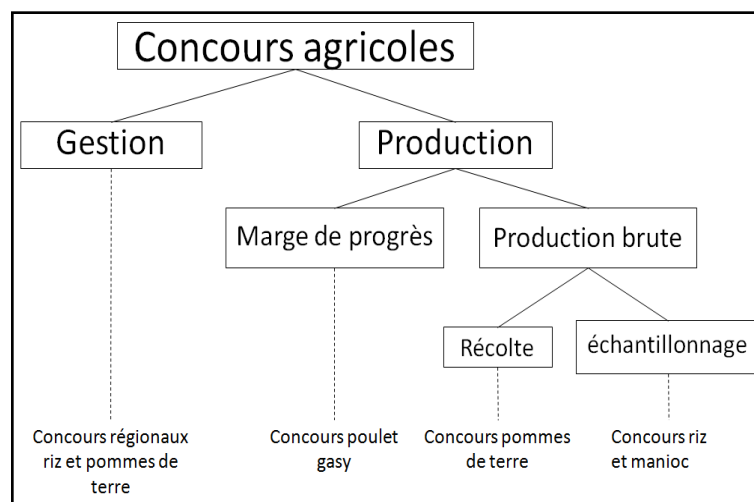 Concours agricoles
Gestion
Production
Marge de progrès
Production brute
Récolte
échantillonnage
Concours régionaux
riz et pommes de
terre
Concours poulet
gasy
Concours pommes
de terre
Concours riz
et manioc